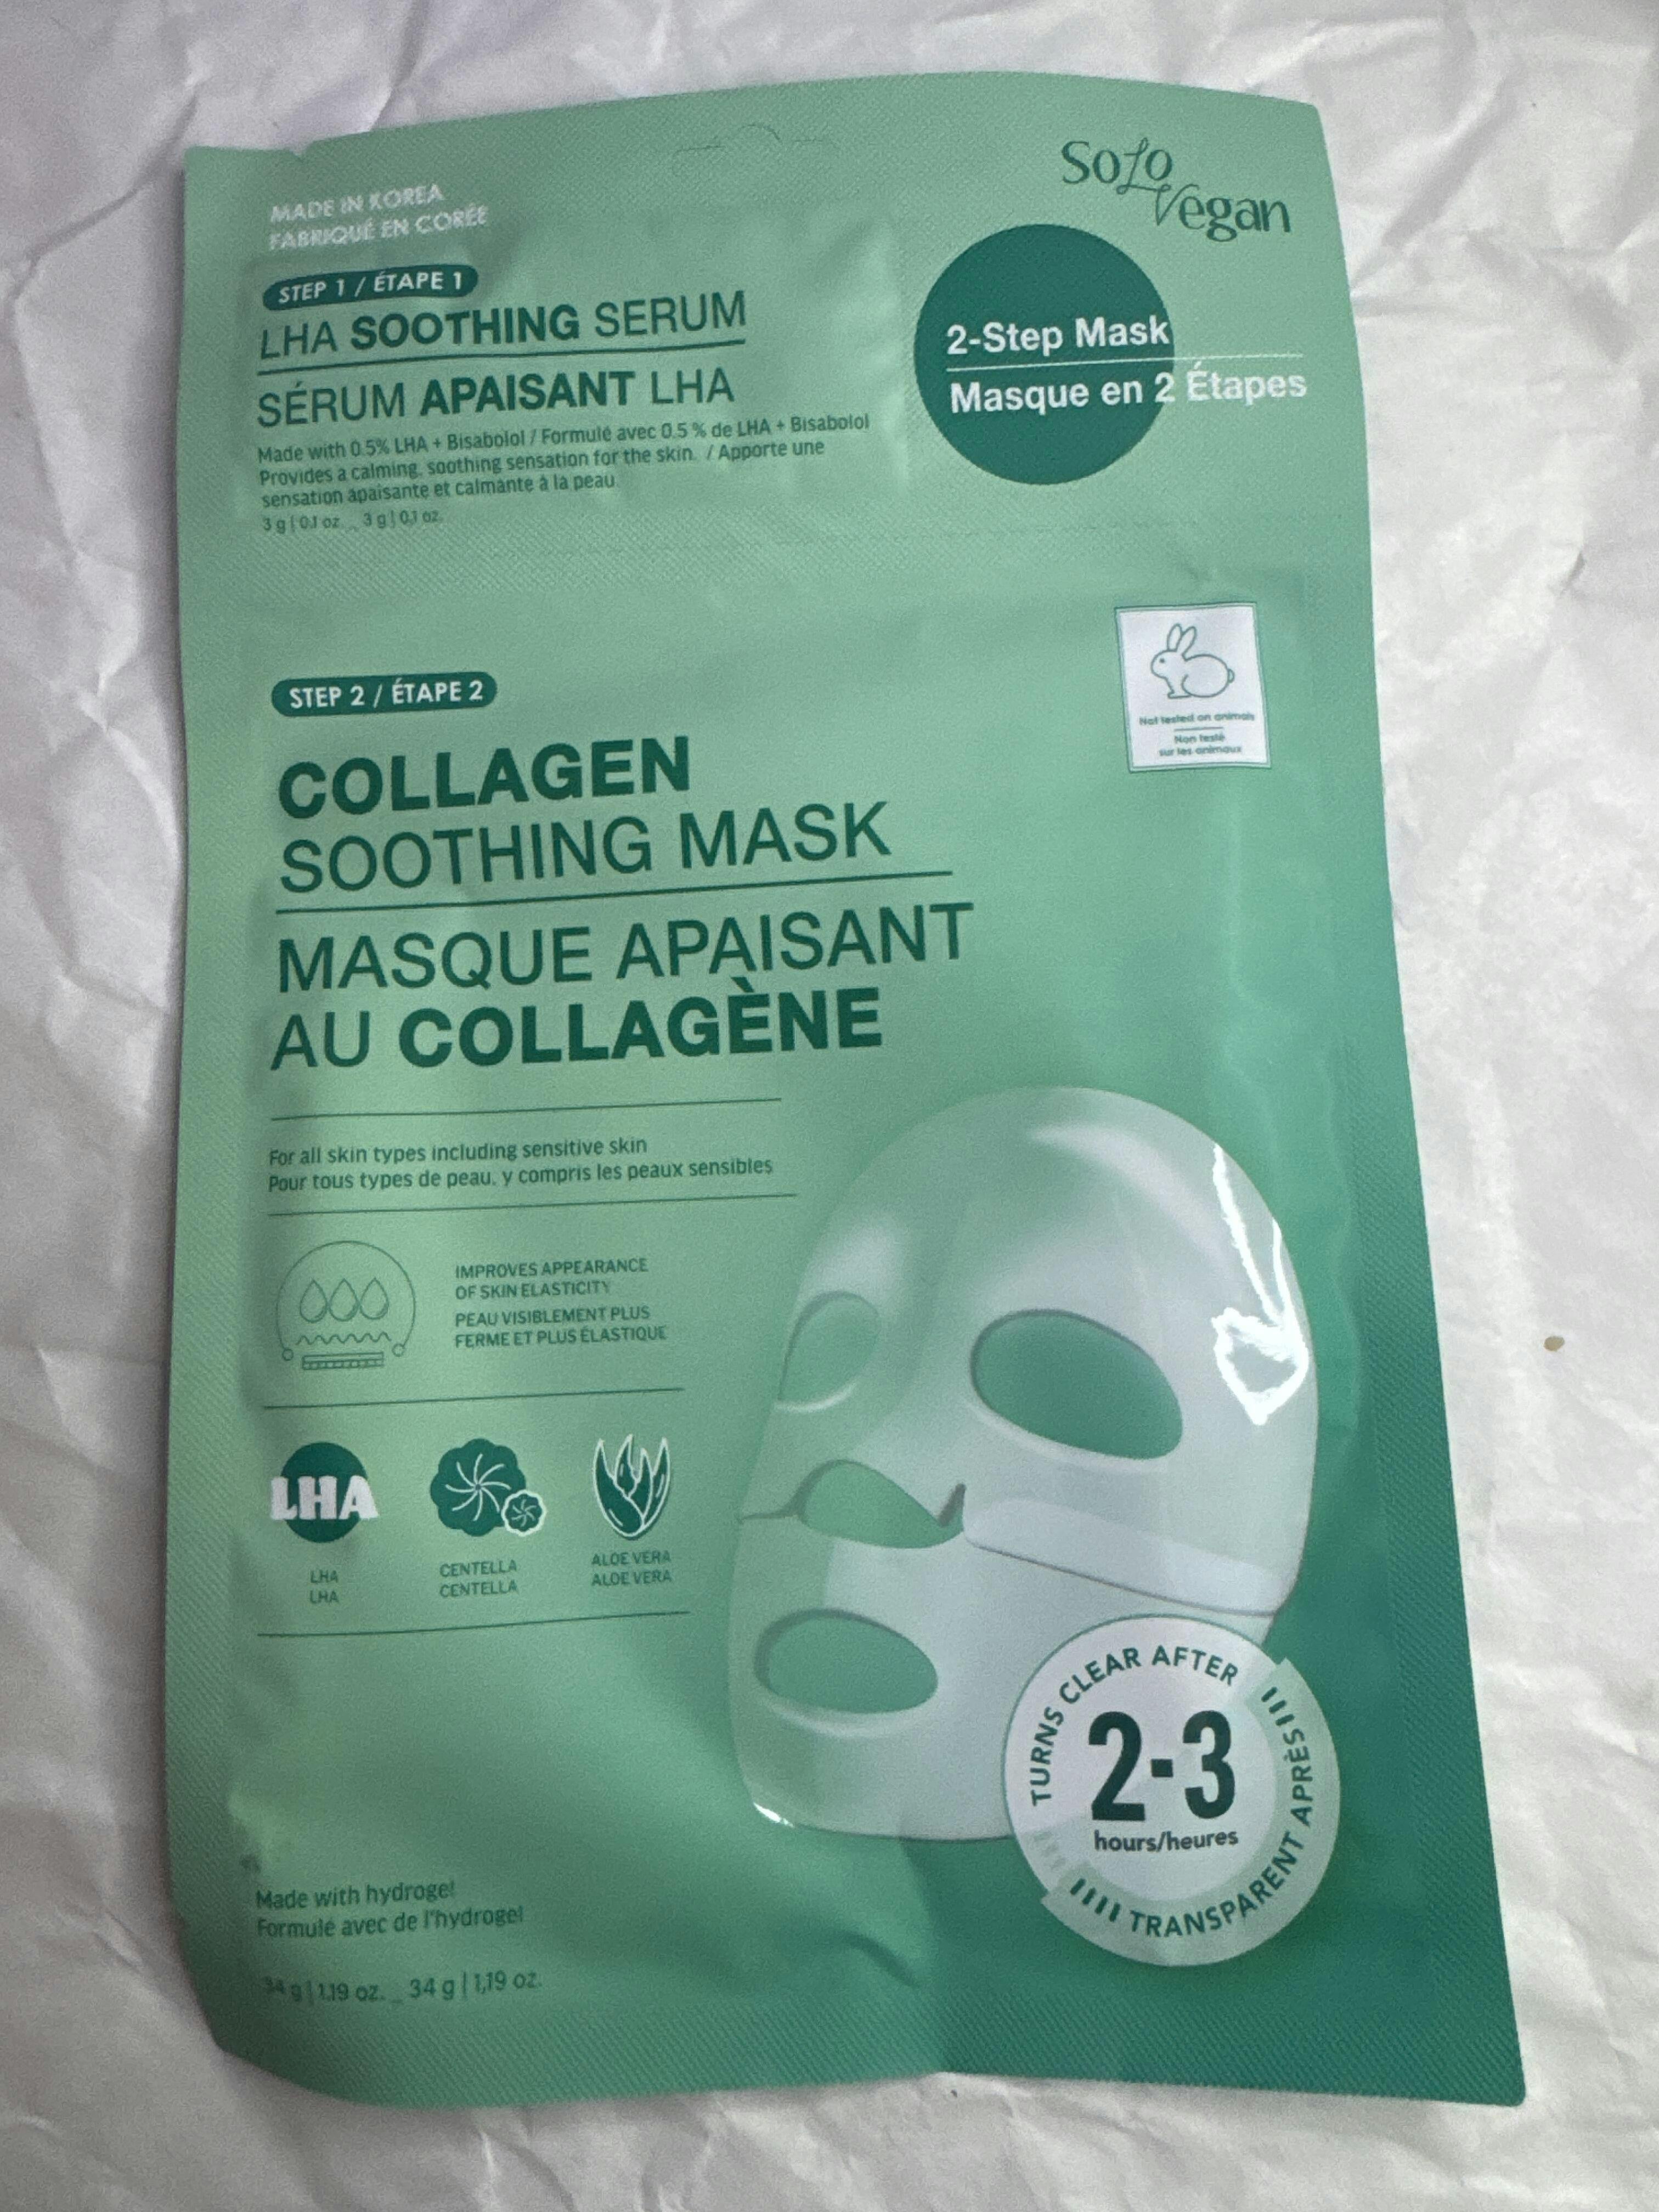 MADE IN KOREA
FABRIQUÉ EN CORÉE
SoLo
Vegan
STEP 1 / ÉTAPE 1
LHA SOOTHING SERUM
SÉRUM APAISANT LHA
Made with 0.5% LHA + Bisabolol / Formulé avec 0.5 % de LHA + Bisabolol
Provides a calming, soothing sensation for the skin. / Apporte une
sensation apaisante et calmante à la peau.
3 g | 0.1 oz _ 3 g | 0,1 oz.
2-Step Mask
Masque en 2 Étapes
Not tested on animals
Non testé
sur les animaux
STEP 2 / ÉTAPE 2
COLLAGEN
SOOTHING MASK
MASQUE APAISANT
AU COLLAGÈNE
For all skin types including sensitive skin
Pour tous types de peau, y compris les peaux sensibles
IMPROVES APPEARANCE
OF SKIN ELASTICITY
PEAU VISIBLEMENT PLUS
FERME ET PLUS ÉLASTIQUE
LHA
LHA
LHA
CENTELLA
CENTELLA
ALOE VERA
ALOE VERA
TURNS CLEAR AFTER
2-3
hours/heures
TRANSPARENT APRÈS
Made with hydrogel
Formulé avec de l'hydrogel
34 g | 1.19 oz. _ 34 g | 1,19 oz.